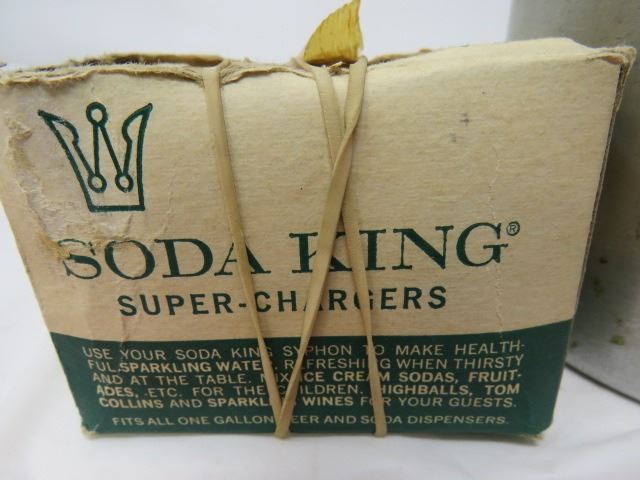 SODA KING®
SUPER-CHARGERS
USE YOUR SODA KING SYPHON TO MAKE HEALTH-
FUL SPARKLING WATER, REFRESHING WHEN THIRSTY
AND AT THE TABLE. MIX ICE CREAM SODAS, FRUIT-
ADES, ETC. FOR THE CHILDREN. HIGHBALLS, TOM
COLLINS AND SPARKLING WINES FOR YOUR GUESTS.
FITS ALL ONE GALLON BEER AND SODA DISPENSERS.